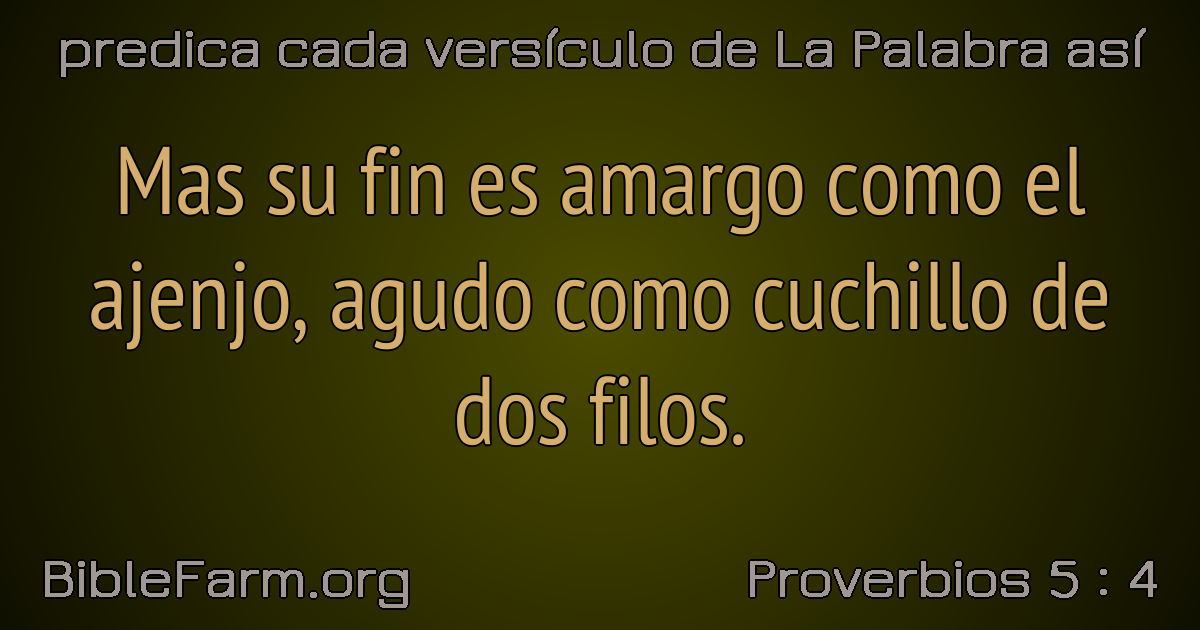 predica cada versículo de La Palabra así
Mas su fin es amargo como el
ajenjo, agudo como cuchillo de
dos filos.
BibleFarm.org
Proverbios 5 : 4